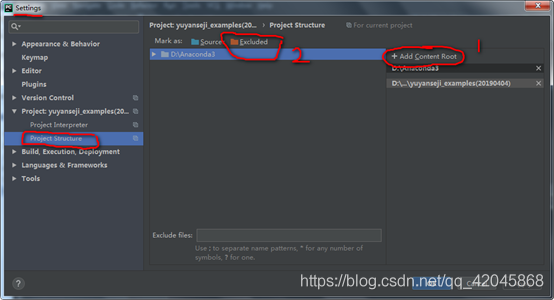 PC Settings
Project: yuyanseji_examples(20... › Project Structure For current project
Appearance & Behavior
Keymap
Editor
Plugins
Version Control
Project: yuyanseji_examples(20...
Project Interpreter
Project Structure
Build, Execution, Deployment
Languages & Frameworks
Tools
Mark as: Source Excluded
2
1
D:\Anaconda3
+ Add Content Root
D:\Anaconda3
D:\...\yuyanseji_examples(20190404)
Exclude files:
Use ; to separate name patterns, * for any number of
symbols, ? for one.
?
https://blog.csdn.net/qq_42045868